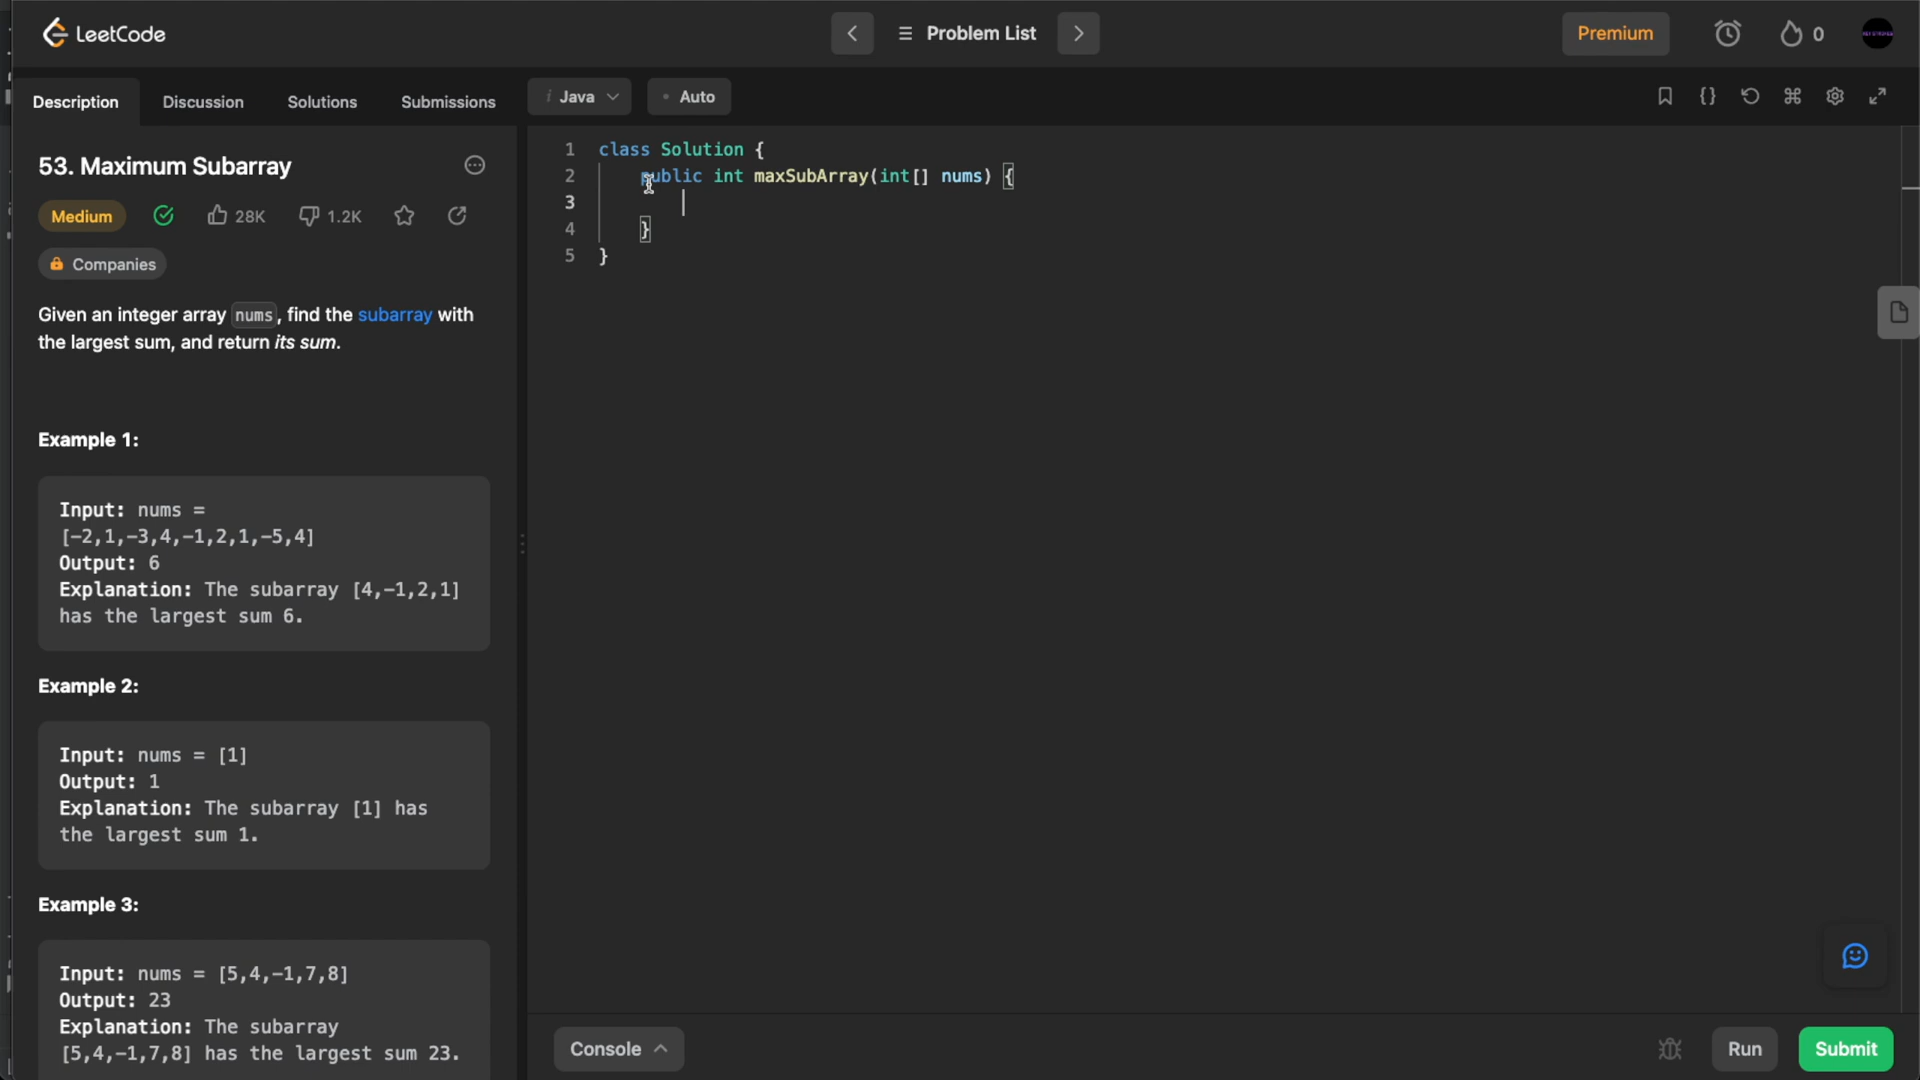 LeetCode
Problem List
Premium
0
Description Discussion Solutions Submissions
i Java
• Auto
53. Maximum Subarray
Medium 28K 1.2K
Companies
Given an integer array nums, find the subarray with
the largest sum, and return its sum.
Example 1:
Input: nums =
[-2,1,-3,4,-1,2,1,-5,4]
Output: 6
Explanation: The subarray [4,-1,2,1]
has the largest sum 6.
Example 2:
Input: nums = [1]
Output: 1
Explanation: The subarray [1] has
the largest sum 1.
Example 3:
Input: nums = [5,4,-1,7,8]
Output: 23
Explanation: The subarray
[5,4,-1,7,8] has the largest sum 23.
1 class Solution {
2 public int maxSubArray(int[] nums) {
3
4 }
5 }
Console
Run
Submit